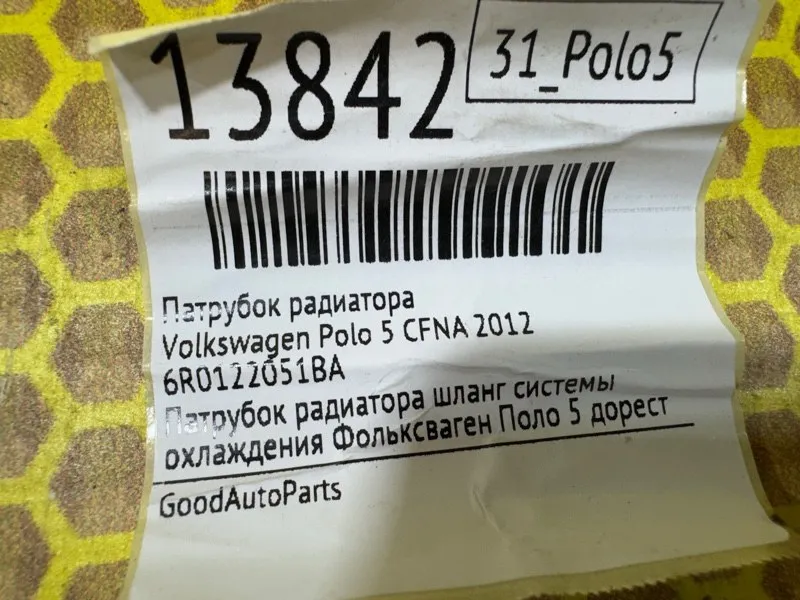 13842
31_Polo5
Патрубок радиатора
Volkswagen Polo 5 CFNA 2012
6R0122051BA
Патрубок радиатора шланг системы
охлаждения Фольксваген Поло 5 дорест
GoodAutoParts